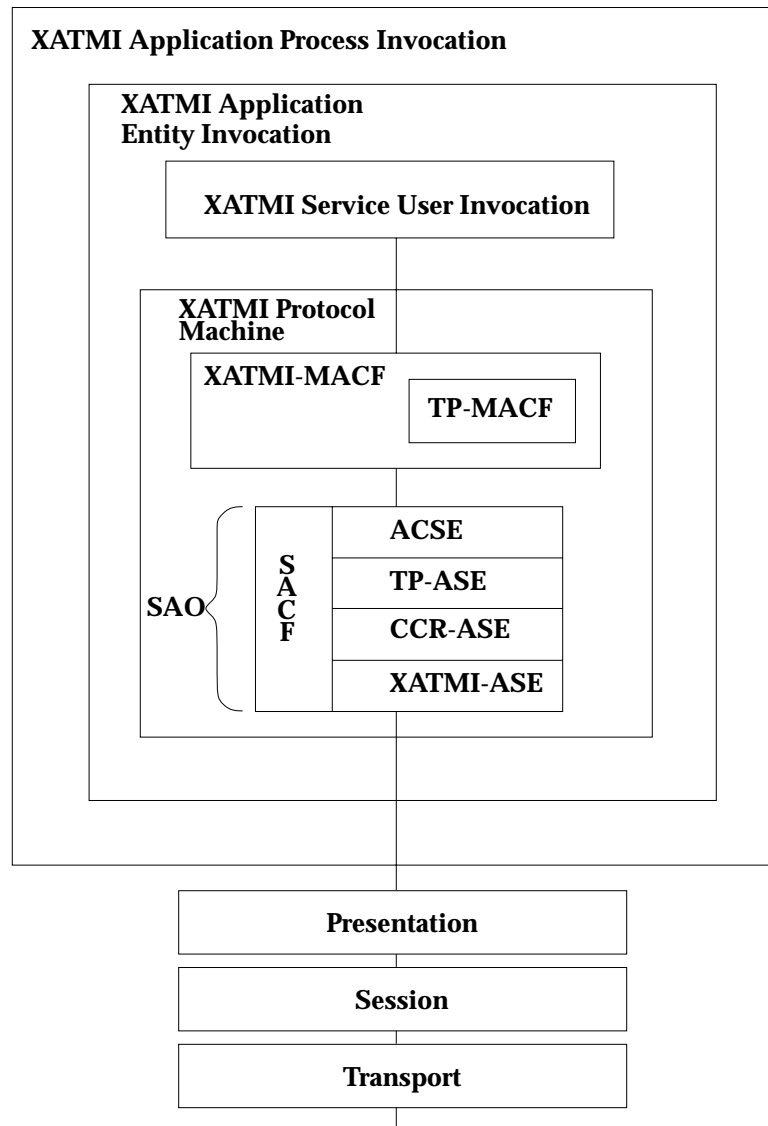 XATMI Application Process Invocation
XATMI Application
Entity Invocation
XATMI Service User Invocation
XATMI Protocol
Machine
XATMI-MACF
TP-MACF
SAO
SACF
ACSE
TP-ASE
CCR-ASE
XATMI-ASE
Presentation
Session
Transport